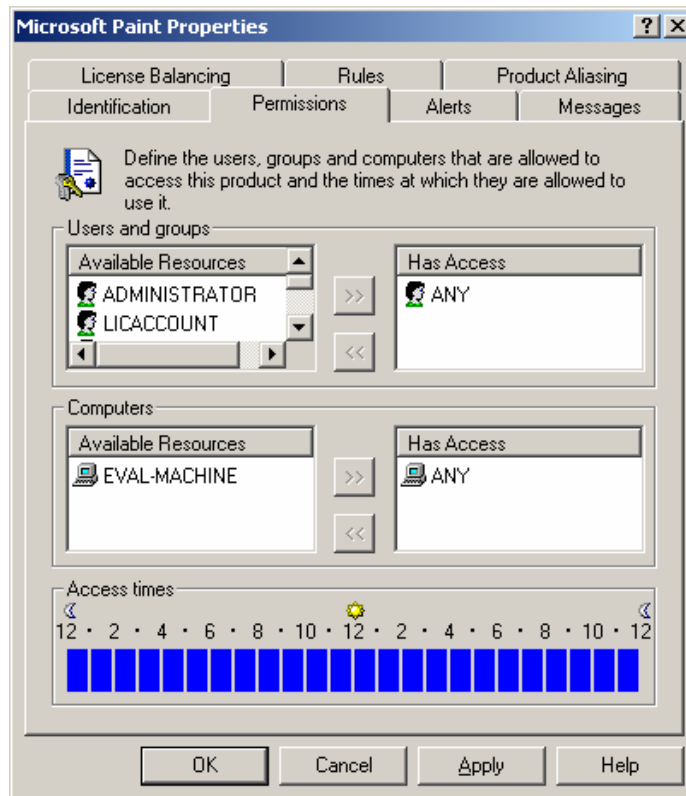 Microsoft Paint Properties
? X
License Balancing Rules Product Aliasing
Identification Permissions Alerts Messages
Define the users, groups and computers that are allowed to
access this product and the times at which they are allowed to
use it.
Users and groups
Available Resources
ADMINISTRATOR
LICACCOUNT
>>
<<
Has Access
ANY
Computers
Available Resources
EVAL-MACHINE
>>
<<
Has Access
ANY
Access times
12 · 2 · 4 · 6 · 8 · 10 · 12 · 2 · 4 · 6 · 8 · 10 · 12
OK Cancel Apply Help